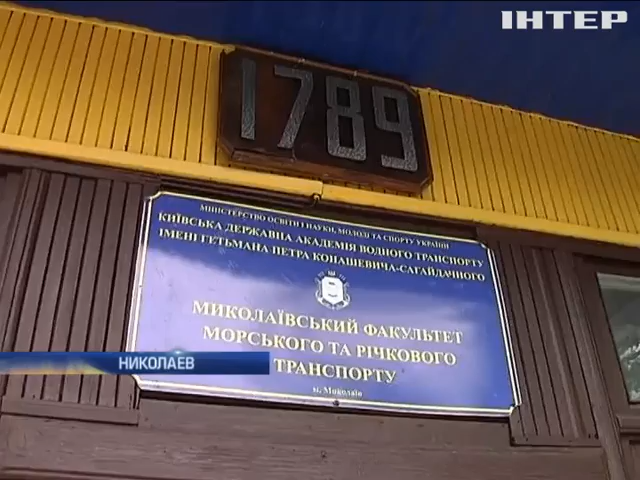 ІНТЕР
1789
МИНИСТЕРСТВО ОСВІТИ І НАУКИ, МОЛОДІ ТА СПОРТУ УКРАЇНИ
КИЇВСЬКА ДЕРЖАВНА АКАДЕМІЯ ВОДНОГО ТРАНСПОРТУ
ІМЕНІ ГЕТЬМАНА ПЕТРА КОНАШЕВИЧА-САГАЙДАЧНОГО
МИКОЛАЇВСЬКИЙ ФАКУЛЬТЕТ
МОРСЬКОГО ТА РІЧКОВОГО
ТРАНСПОРТУ
м. Миколаїв
НИКОЛАЕВ